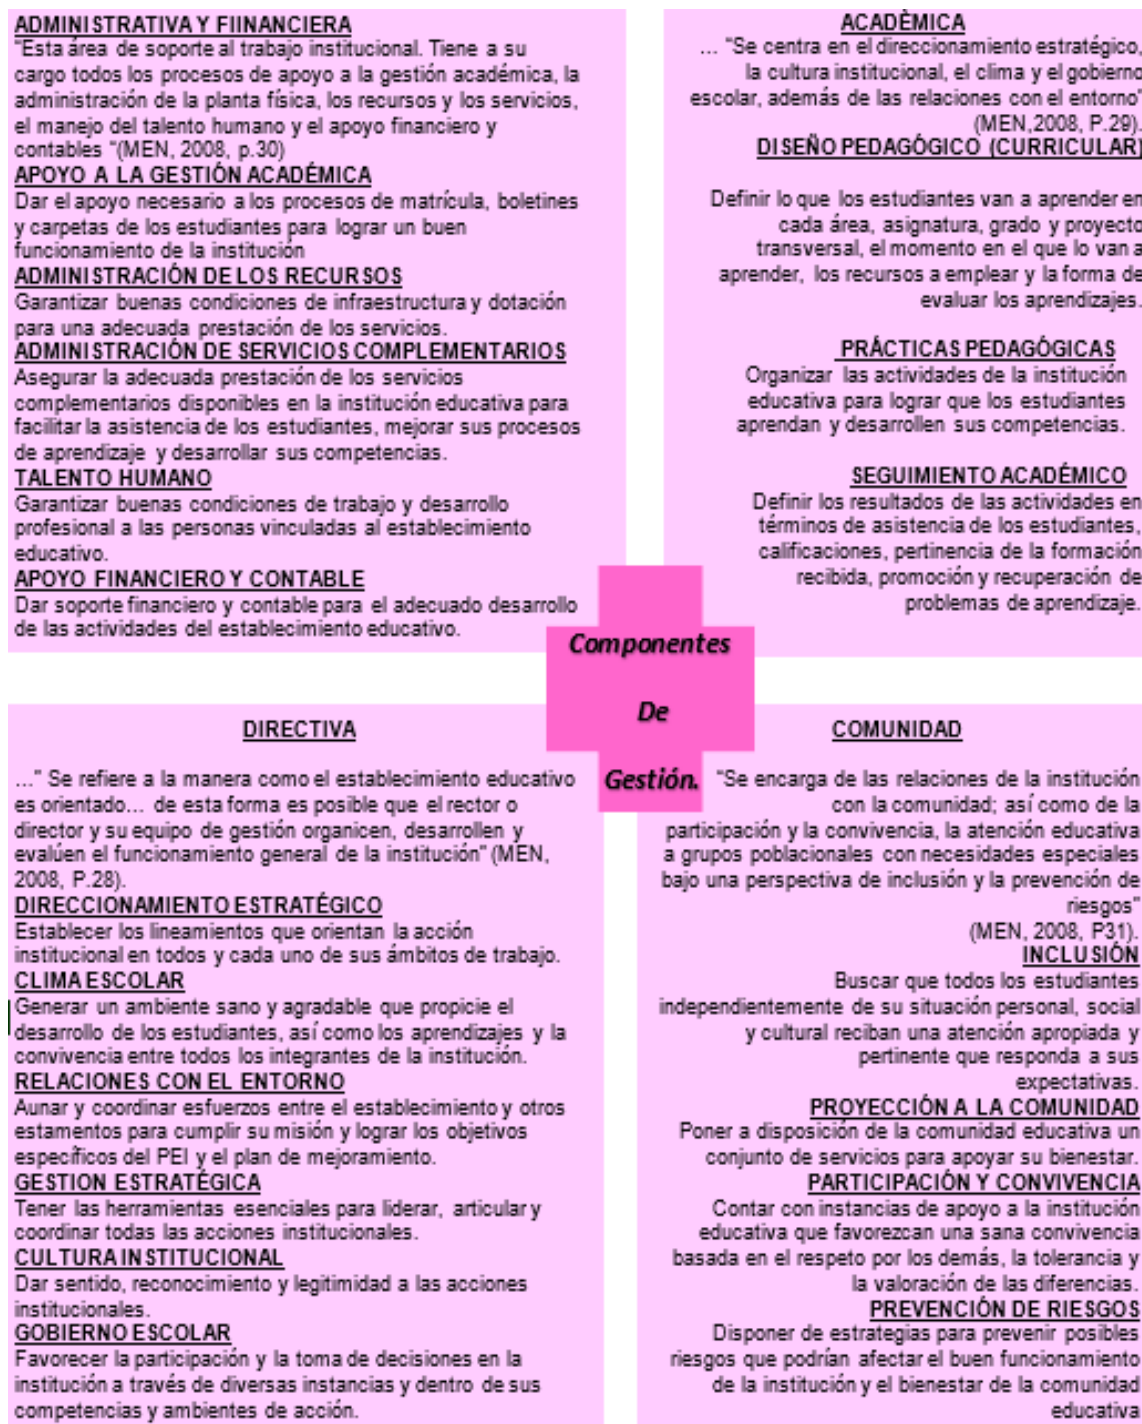 ADMINISTRATIVA Y FIINANCIERA
"Esta área de soporte al trabajo institucional. Tiene a su
cargo todos los procesos de apoyo a la gestión académica, la
administración de la planta física, los recursos y los servicios,
el manejo del talento humano y el apoyo financiero y
contables "(MEN, 2008, p.30)
APOYO A LA GESTIÓN ACADÉMICA
Dar el apoyo necesario a los procesos de matrícula, boletines
y carpetas de los estudiantes para lograr un buen
funcionamiento de la institución
ADMINISTRACIÓN DE LOS RECURSOS
Garantizar buenas condiciones de infraestructura y dotación
para una adecuada prestación de los servicios.
ADMINISTRACIÓN DE SERVICIOS COMPLEMENTARIOS
Asegurar la adecuada prestación de los servicios
complementarios disponibles en la institución educativa para
facilitar la asistencia de los estudiantes, mejorar sus procesos
de aprendizaje y desarrollar sus competencias.
TALENTO HUMANO
Garantizar buenas condiciones de trabajo y desarrollo
profesional a las personas vinculadas al establecimiento
educativo.
APOYO FINANCIERO Y CONTABLE
Dar soporte financiero y contable para el adecuado desarrollo
de las actividades del establecimiento educativo.
ACADÈMICA
… "Se centra en el direccionamiento estratégico,
la cultura institucional, el clima y el gobierno
escolar, además de las relaciones con el entorno"
(MEN,2008, P.29).
DISEÑO PEDAGÓGICO (CURRICULAR)
Definir lo que los estudiantes van a aprender en
cada área, asignatura, grado y proyecto
transversal, el momento en el que lo van a
aprender, los recursos a emplear y la forma de
evaluar los aprendizajes.
PRÁCTICAS PEDAGÓGICAS
Organizar las actividades de la institución
educativa para lograr que los estudiantes
aprendan y desarrollen sus competencias.
SEGUIMIENTO ACADÉMICO
Definir los resultados de las actividades en
términos de asistencia de los estudiantes,
calificaciones, pertinencia de la formación
recibida, promoción y recuperación de
problemas de aprendizaje.
Componentes
De
Gestión.
DIRECTIVA
…" Se refiere a la manera como el establecimiento educativo
es orientado… de esta forma es posible que el rector o
director y su equipo de gestión organicen, desarrollen y
evalúen el funcionamiento general de la institución" (MEN,
2008, P.28).
DIRECCIONAMIENTO ESTRATÉGICO
Establecer los lineamientos que orientan la acción
institucional en todos y cada uno de sus ámbitos de trabajo.
CLIMA ESCOLAR
Generar un ambiente sano y agradable que propicie el
desarrollo de los estudiantes, así como los aprendizajes y la
convivencia entre todos los integrantes de la institución.
RELACIONES CON EL ENTORNO
Aunar y coordinar esfuerzos entre el establecimiento y otros
estamentos para cumplir su misión y lograr los objetivos
específicos del PEI y el plan de mejoramiento.
GESTION ESTRATÉGICA
Tener las herramientas esenciales para liderar, articular y
coordinar todas las acciones institucionales.
CULTURA INSTITUCIONAL
Dar sentido, reconocimiento y legitimidad a las acciones
institucionales.
GOBIERNO ESCOLAR
Favorecer la participación y la toma de decisiones en la
institución a través de diversas instancias y dentro de sus
competencias y ambientes de acción.
COMUNIDAD
"Se encarga de las relaciones de la institución
con la comunidad; así como de la
participación y la convivencia, la atención educativa
a grupos poblacionales con necesidades especiales
bajo una perspectiva de inclusión y la prevención de
riesgos"
(MEN, 2008, P31).
INCLUSIÓN
Buscar que todos los estudiantes
independientemente de su situación personal, social
y cultural reciban una atención apropiada y
pertinente que responda a sus
expectativas.
PROYECCIÓN A LA COMUNIDAD
Poner a disposición de la comunidad educativa un
conjunto de servicios para apoyar su bienestar.
PARTICIPACIÓN Y CONVIVENCIA
Contar con instancias de apoyo a la institución
educativa que favorezcan una sana convivencia
basada en el respeto por los demás, la tolerancia y
la valoración de las diferencias.
PREVENCIÓN DE RIESGOS
Disponer de estrategias para prevenir posibles
riesgos que podrían afectar el buen funcionamiento
de la institución y el bienestar de la comunidad
educativa